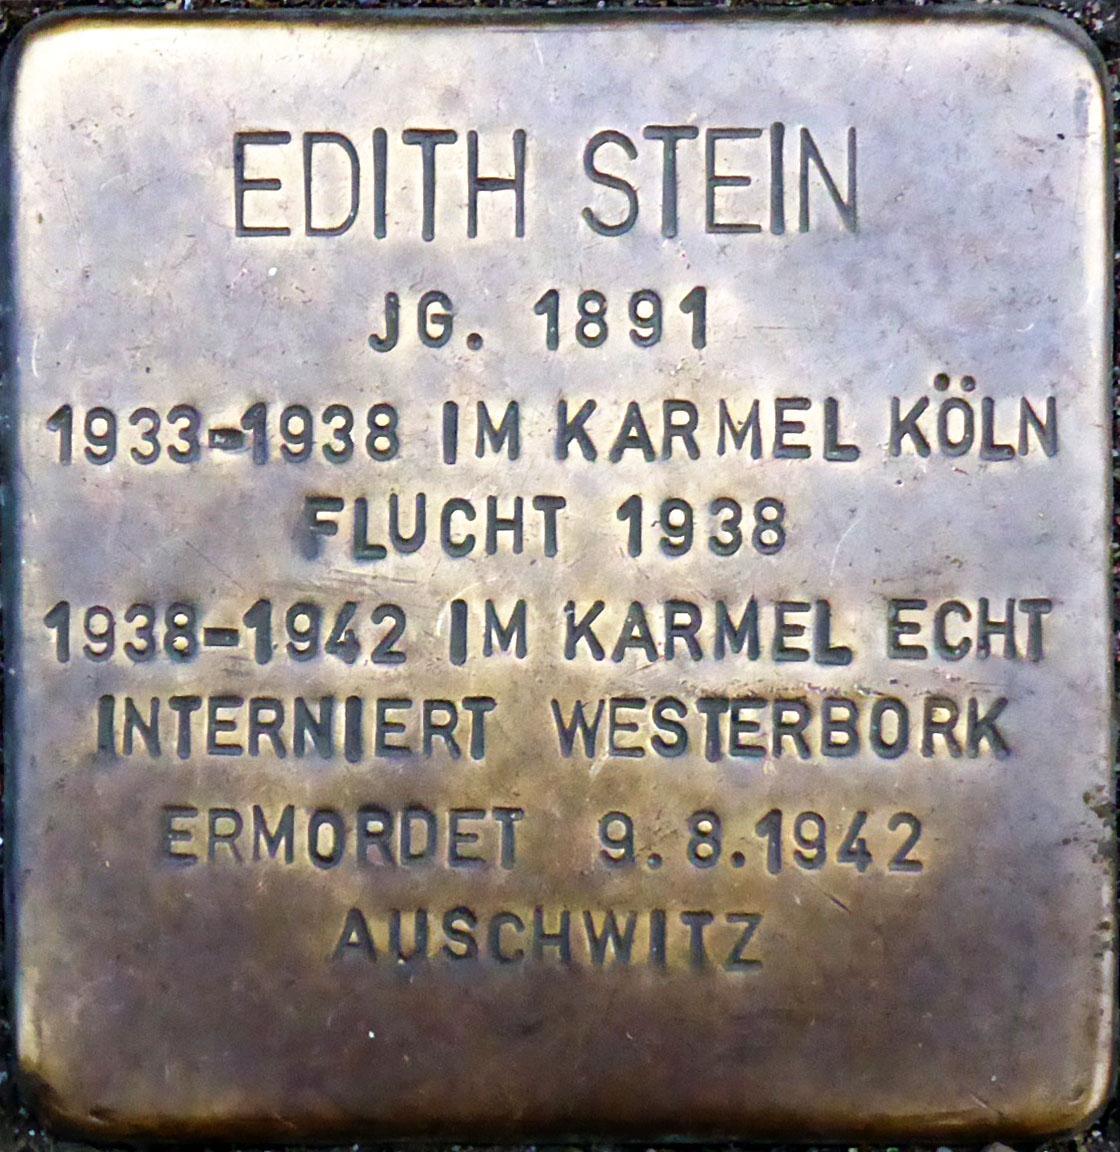 EDITH STEIN
JG. 1891
1933-1938 IM KARMEL KÖLN
FLUCHT 1938
1938-1942 IM KARMEL ECHT
INTERNIERT WESTERBORK
ERMORDET 9.8.1942
AUSCHWITZ